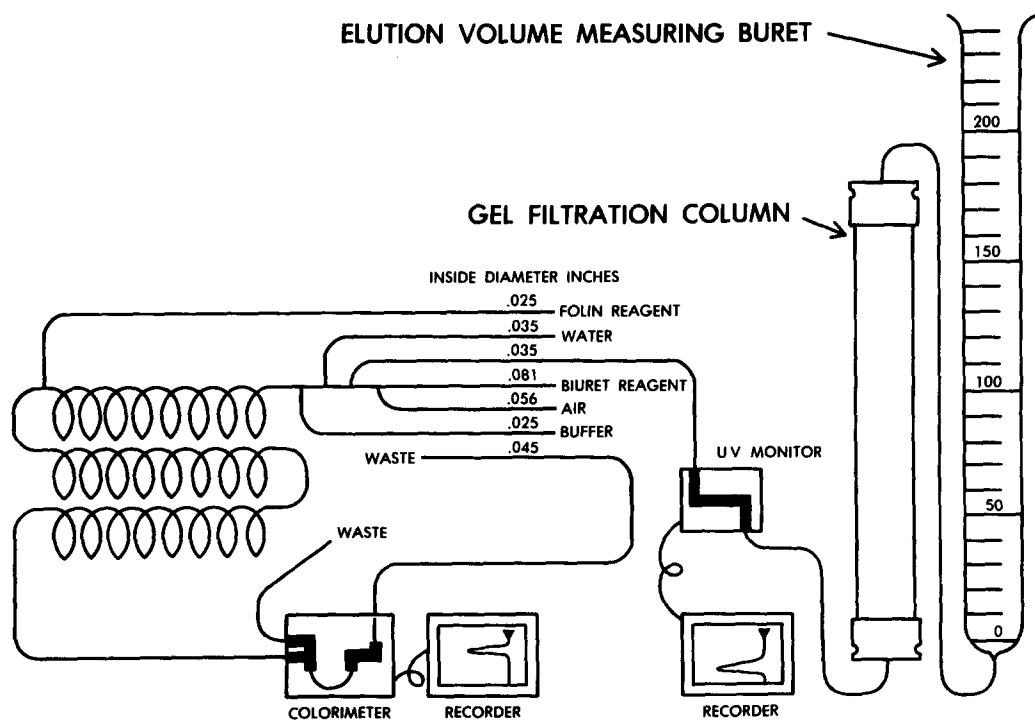 ELUTION VOLUME MEASURING BURET
200
GEL FILTRATION COLUMN
150
INSIDE DIAMETER INCHES
.025 FOLIN REAGENT
.035 WATER
.035
.081 BIURET REAGENT
100
.056 AIR
.025 BUFFER
WASTE .045
UV MONITOR
50
WASTE
0
COLORIMETER
RECORDER
RECORDER